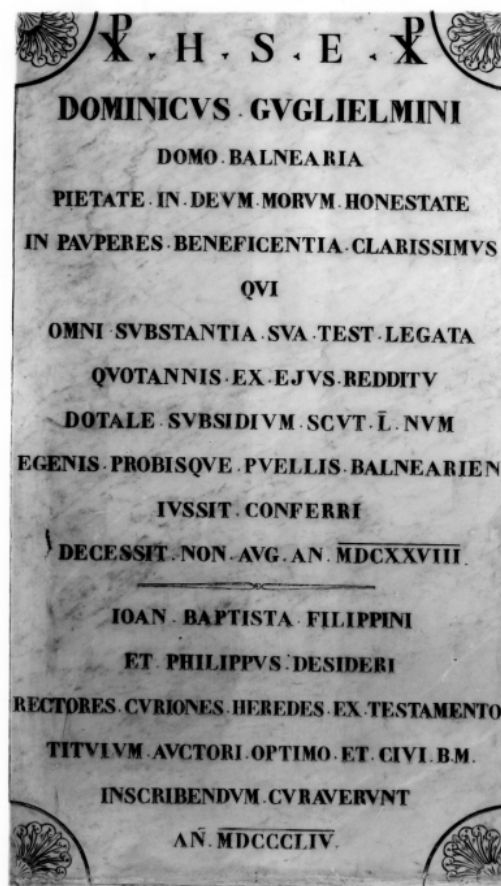 ☧ · H · S · E · ☧
DOMINICVS · GVGLIELMINI
DOMO · BALNEARIA
PIETATE · IN · DEVM · MORVM · HONESTATE
IN PAVPERES · BENEFICENTIA · CLARISSIMVS
QVI
OMNI SVBSTANTIA · SVA · TEST · LEGATA
QVOTANNIS · EX · EJVS · REDDITV
DOTALE · SVBSIDIVM · SCVT · L̄ · NVM
EGENIS · PROBISQVE · PVELLIS · BALNEARIEN
IVSSIT · CONFERRI
DECESSIT · NON · AVG · AN · MDCXXVIII
IOAN · BAPTISTA · FILIPPINI
ET · PHILIPPVS · DESIDERI
RECTORES · CVRIONES · HEREDES · EX · TESTAMENTO
TITVLVM · AVCTORI · OPTIMO · ET · CIVI · B.M.
INSCRIBENDVM · CVRAVERVNT
AN̄ · MDCCCLIV ·